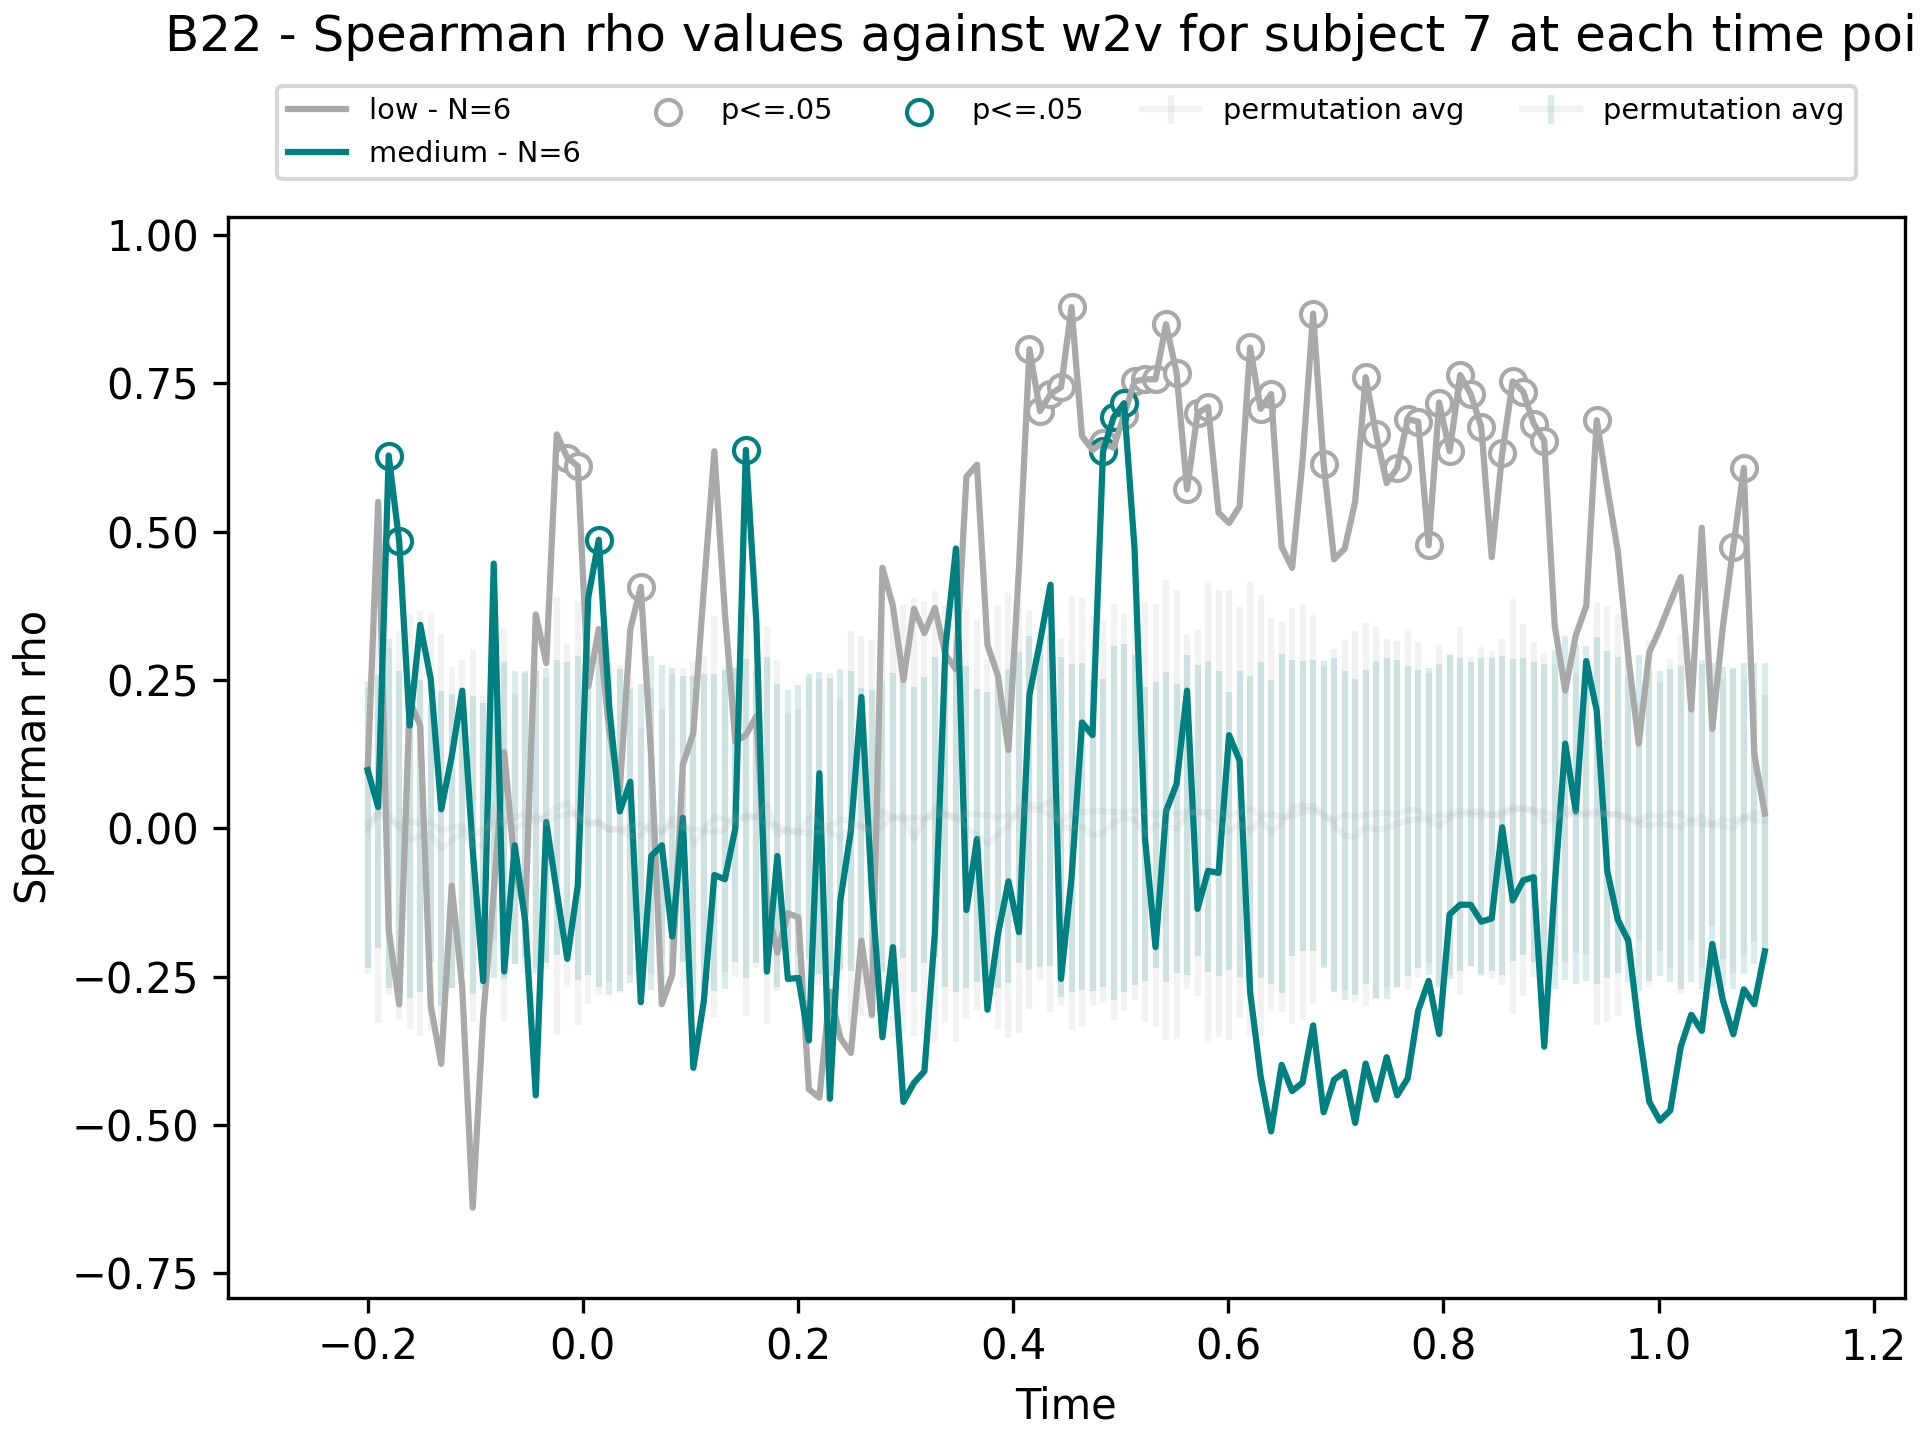 B22 - Spearman rho values against w2v for subject 7 at each time poi
low - N=6
medium - N=6
p<=.05
p<=.05
permutation avg
permutation avg
1.00
0.75
0.50
0.25
0.00
−0.25
−0.50
−0.75
Spearman rho
−0.2 0.0 0.2 0.4 0.6 0.8 1.0 1.2
Time